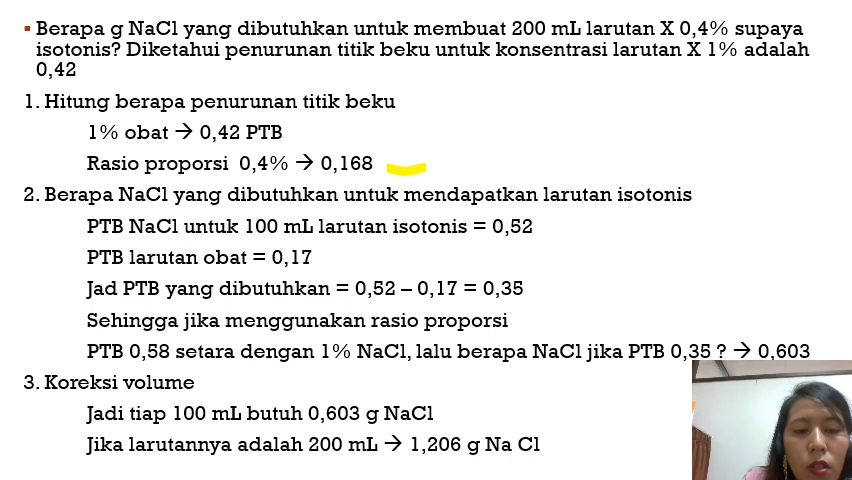 ▪ Berapa g NaCl yang dibutuhkan untuk membuat 200 mL larutan X 0,4% supaya
isotonis? Diketahui penurunan titik beku untuk konsentrasi larutan X 1% adalah
0,42
1. Hitung berapa penurunan titik beku
1% obat → 0,42 PTB
Rasio proporsi 0,4% → 0,168
2. Berapa NaCl yang dibutuhkan untuk mendapatkan larutan isotonis
PTB NaCl untuk 100 mL larutan isotonis = 0,52
PTB larutan obat = 0,17
Jad PTB yang dibutuhkan = 0,52 – 0,17 = 0,35
Sehingga jika menggunakan rasio proporsi
PTB 0,58 setara dengan 1% NaCl, lalu berapa NaCl jika PTB 0,35 ? → 0,603
3. Koreksi volume
Jadi tiap 100 mL butuh 0,603 g NaCl
Jika larutannya adalah 200 mL → 1,206 g Na Cl